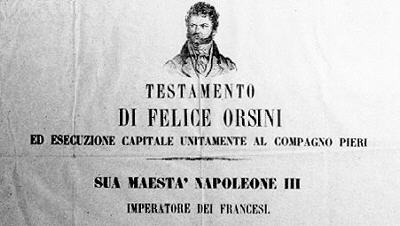 TESTAMENTO
DI FELICE ORSINI
ED ESECUZIONE CAPITALE UNITAMENTE AL COMPAGNO PIERI
SUA MAESTA' NAPOLEONE III
IMPERATORE DEI FRANCESI.